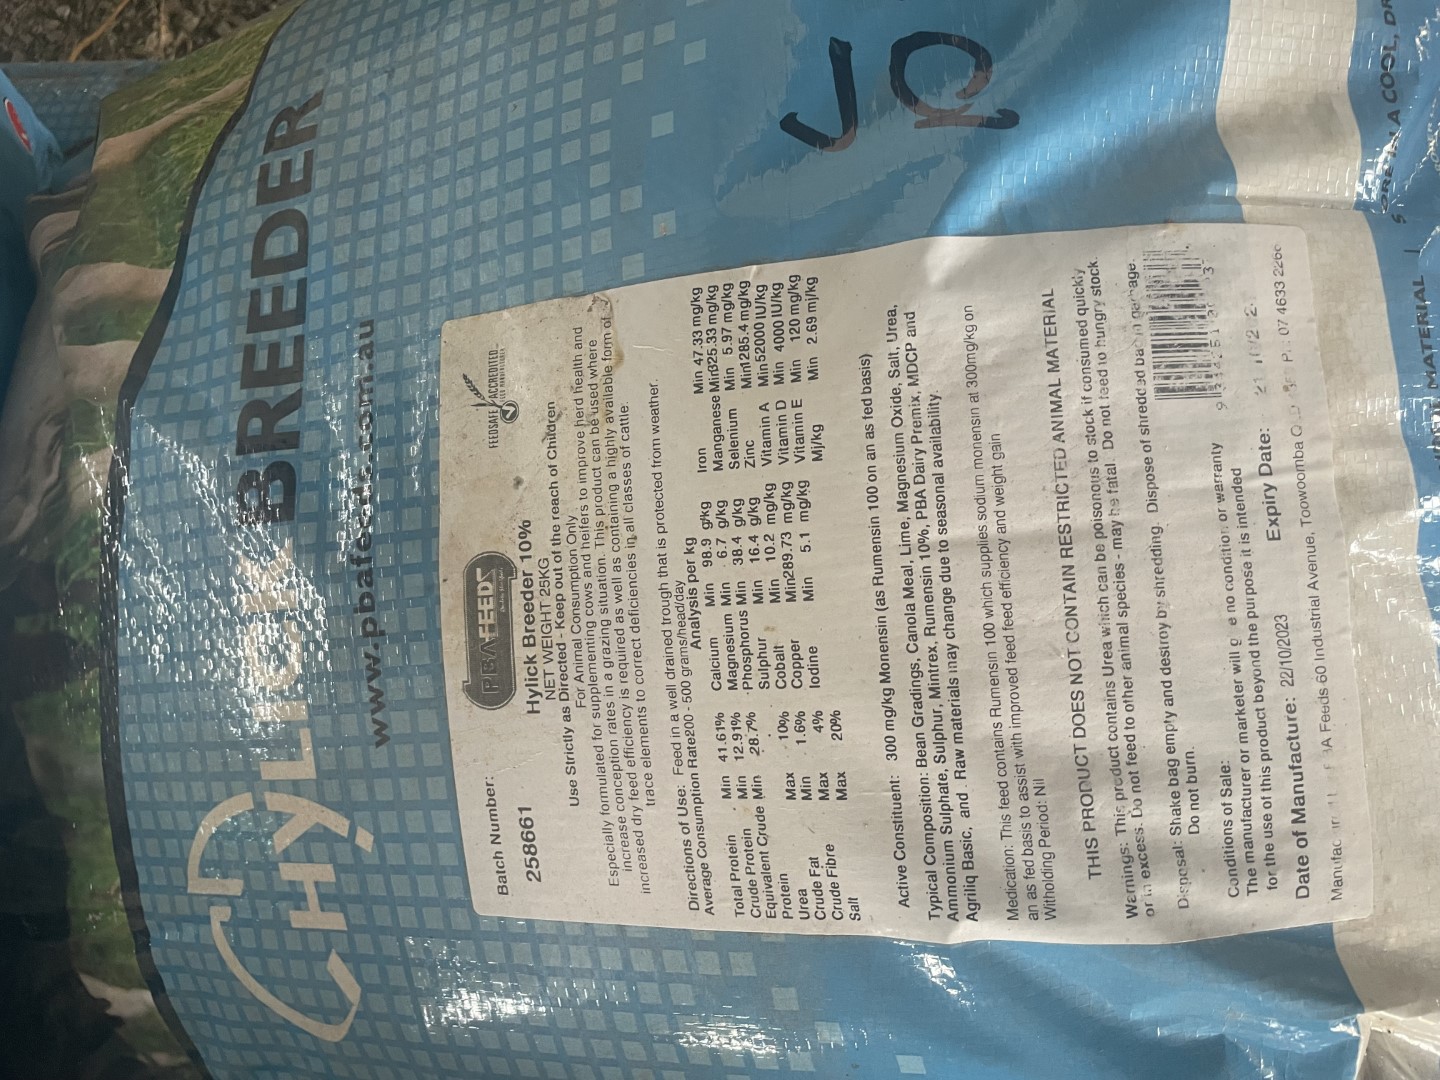 HYLICK BREEDER
www.pbafeeds.com.au
Batch Number:
258661
PBA FEEDS
FEEDSAFE ACCREDITED
Hylick Breeder 10%
NET WEIGHT 25KG
Use Strictly as Directed - Keep out of the reach of Children
For Animal Consumption Only
Especially formulated for supplementing cows and heifers to improve herd health and
increase conception rates in a grazing situation. This product can be used where
increased dry feed efficiency is required as well as containing a highly available form of
trace elements to correct deficiencies in all classes of cattle.
Directions of Use: Feed in a well drained trough that is protected from weather.
Average Consumption Rate200 - 500 grams/head/day
Analysis per kg
Total Protein Min 41.61%
Crude Protein Min 12.91%
Equivalent Crude Min 28.7%
Protein
Urea Max 10%
Crude Fat Min 1.6%
Crude Fibre Max 4%
Salt Max 20%
Calcium Min 98.9 g/kg
Magnesium Min 6.7 g/kg
Phosphorus Min 38.4 g/kg
Sulphur Min 16.4 g/kg
Cobalt Min 10.2 mg/kg
Copper Min289.73 mg/kg
Iodine Min 5.1 mg/kg
Iron Min 47.33 mg/kg
Manganese Min325.33 mg/kg
Selenium Min 5.97 mg/kg
Zinc Min1285.4 mg/kg
Vitamin A Min 52000 IU/kg
Vitamin D Min 4000 IU/kg
Vitamin E Min 120 mg/kg
Mj/kg Min 2.69 mj/kg
Active Constituent: 300 mg/kg Monensin (as Rumensin 100 on an as fed basis)
Typical Composition: Bean Gradings, Canola Meal, Lime, Magnesium Oxide, Salt, Urea,
Ammonium Sulphate, Sulphur, Mintrex, Rumensin 10%, PBA Dairy Premix, MDCP and
Agriliq Basic, and . Raw materials may change due to seasonal availability.
Medication: This feed contains Rumensin 100 which supplies sodium monensin at 300mg/kg on
an as fed basis to assist with improved feed efficiency and weight gain
Witholding Period: Nil
THIS PRODUCT DOES NOT CONTAIN RESTRICTED ANIMAL MATERIAL
Warnings: This product contains Urea which can be poisonous to stock if consumed quickly
or in excess. Do not feed to other animal species - may be fatal. Do not feed to hungry stock.
Disposal: Shake bag empty and destroy by shredding. Dispose of shredded bag in garbage.
Do not burn.
Conditions of Sale:
The manufacturer or marketer will no condition or warranty
for the use of this product beyond the purpose it is intended
Date of Manufacture: 22/10/2023 Expiry Date:
Feeds 60 Industrial Avenue, Toowoomba 07 4633
A COOL,
MATERIAL |